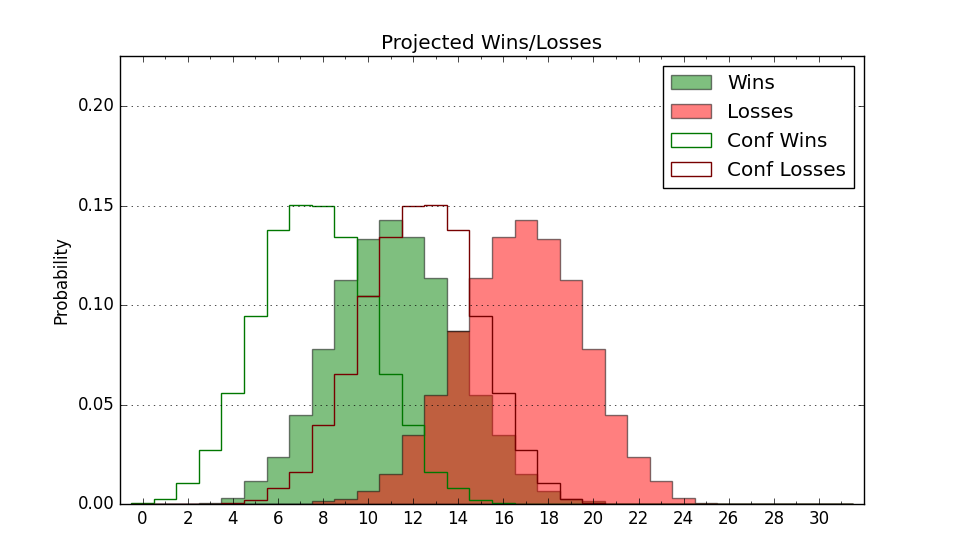 Projected Wins/Losses
Wins
Losses
Conf Wins
Conf Losses
Probability
0.20
0.15
0.10
0.05
0.00
0 2 4 6 8 10 12 14 16 18 20 22 24 26 28 30